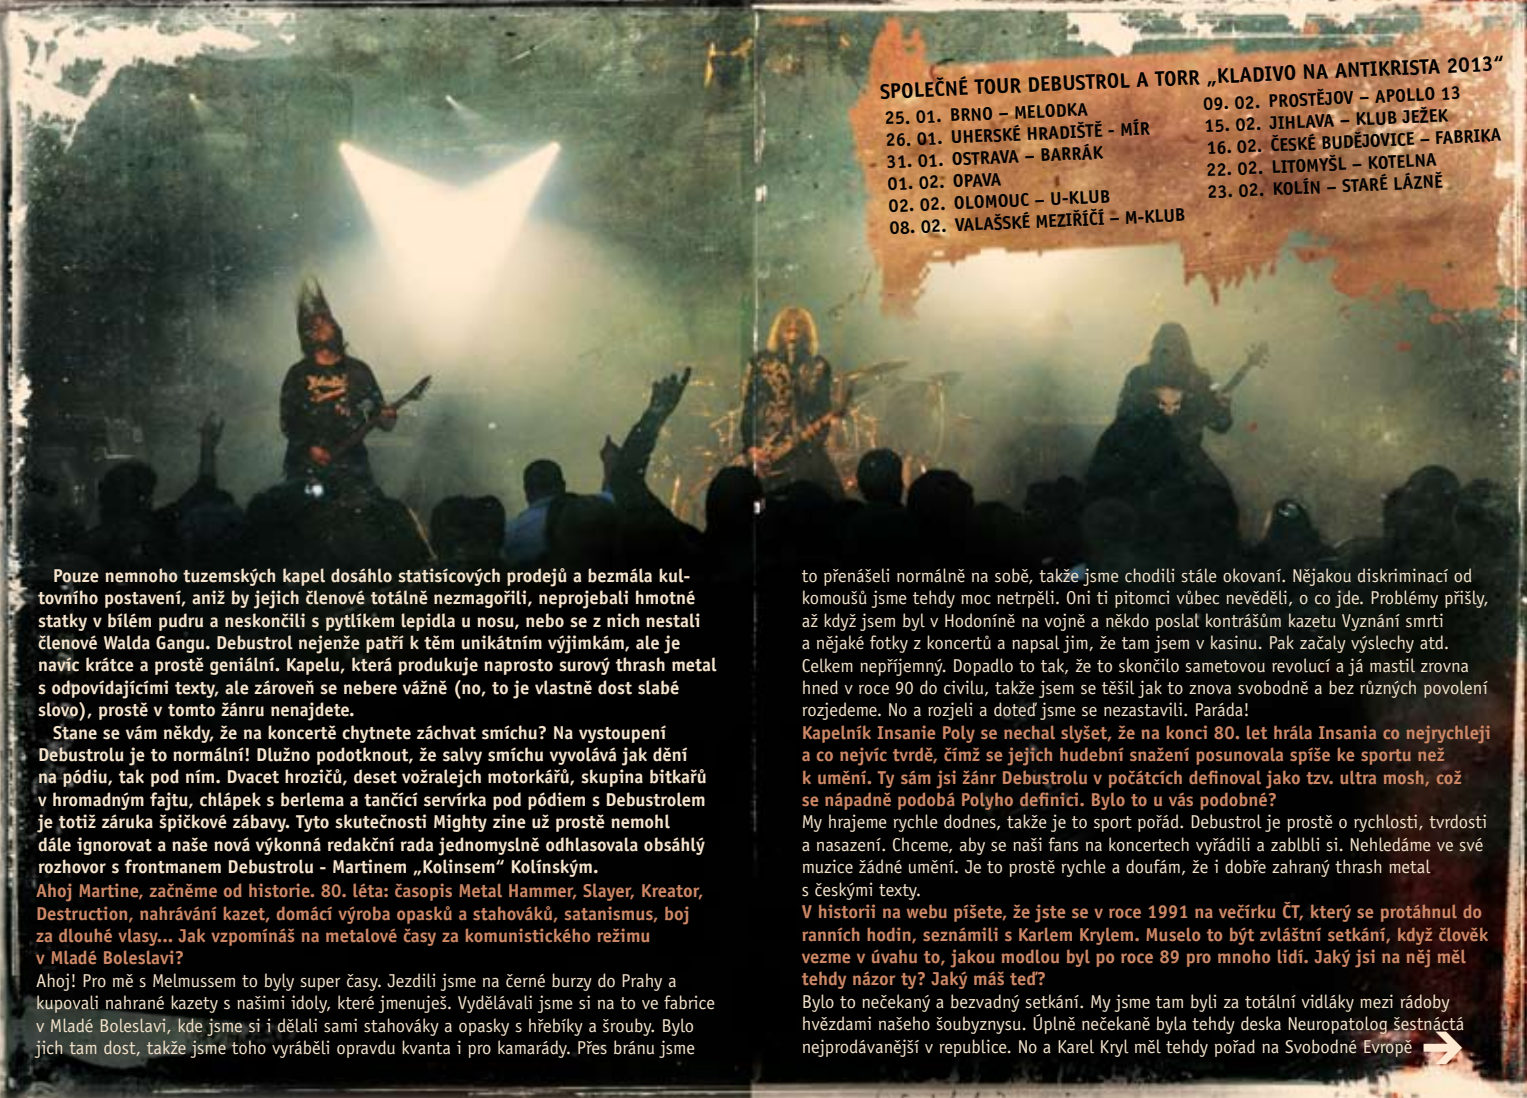 SPOLEČNÉ TOUR DEBUSTROL A TORR „KLADIVO NA ANTIKRISTA 2013“
25. 01. BRNO – MELODKA
26. 01. UHERSKÉ HRADIŠTĚ - MÍR
31. 01. OSTRAVA – BARRÁK
01. 02. OPAVA
02. 02. OLOMOUC – U-KLUB
08. 02. VALAŠSKÉ MEZIŘÍČÍ – M-KLUB
09. 02. PROSTĚJOV – APOLLO 13
15. 02. JIHLAVA – KLUB JEŽEK
16. 02. ČESKÉ BUDĚJOVICE – FABRIKA
22. 02. LITOMYŠL – KOTELNA
23. 02. KOLÍN – STARÉ LÁZNĚ
Pouze nemnoho tuzemských kapel dosáhlo statisícových prodejů a bezmála kul-
tovního postavení, aniž by jejich členové totálně nezmagořili, neprojebali hmotné
statky v bílém pudru a neskončili s pytlíkem lepidla u nosu, nebo se z nich nestali
členové Walda Gangu. Debustrol nejenže patří k těm unikátním výjimkám, ale je
navíc krátce a prostě geniální. Kapelu, která produkuje naprosto surový thrash metal
s odpovídajícími texty, ale zároveň se nebere vážně (no, to je vlastně dost slabé
slovo), prostě v tomto žánru nenajdete.
Stane se vám někdy, že na koncertě chytnete záchvat smíchu? Na vystoupení
Debustrolu je to normální! Dlužno podotknout, že salvy smíchu vyvolává jak dění
na pódiu, tak pod ním. Dvacet hrozičů, deset vožralejch motorkářů, skupina bitkařů
v hromadným fajtu, chlápek s berlema a tančící servírka pod pódiem s Debustrolem
je totiž záruka špičkové zábavy. Tyto skutečnosti Mighty zine už prostě nemohl
dále ignorovat a naše nová výkonná redakční rada jednomyslně odhlasovala obsáhlý
rozhovor s frontmanem Debustrolu - Martinem „Kolinsem“ Kolínským.
Ahoj Martine, začněme od historie. 80. léta: časopis Metal Hammer, Slayer, Kreator,
Destruction, nahrávání kazet, domácí výroba opasků a stahováků, satanismus, boj
za dlouhé vlasy... Jak vzpomínáš na metalové časy za komunistického režimu
v Mladé Boleslavi?
Ahoj! Pro mě s Melmussem to byly super časy. Jezdili jsme na černé burzy do Prahy a
kupovali nahrané kazety s našimi idoly, které jmenuješ. Vydělávali jsme si na to ve fabrice
v Mladé Boleslavi, kde jsme si i dělali sami stahováky a opasky s hřebíky a šrouby. Bylo
jich tam dost, takže jsme toho vyráběli opravdu kvanta i pro kamarády. Přes bránu jsme
to přenášeli normálně na sobě, takže jsme chodili stále okovaní. Nějakou diskriminací od
komoušů jsme tehdy moc netrpěli. Oni ti pitomci vůbec nevěděli, o co jde. Problémy přišly,
až když jsem byl v Hodoníně na vojně a někdo poslal kontrášům kazetu Vyznání smrti
a nějaké fotky z koncertů a napsal jim, že tam jsem v kasinu. Pak začaly výslechy atd.
Celkem nepříjemný. Dopadlo to tak, že to skončilo sametovou revolucí a já mastil zrovna
hned v roce 90 do civilu, takže jsem se těšil jak to znova svobodně a bez různých povolení
rozjedeme. No a rozjeli a doteď jsme se nezastavili. Paráda!
Kapelník Insanie Poly se nechal slyšet, že na konci 80. let hrála Insania co nejrychleji
a co nejvíc tvrdě, čímž se jejich hudební snažení posunovala spíše ke sportu než
k umění. Ty sám jsi žánr Debustrolu v počátcích definoval jako tzv. ultra mosh, což
se nápadně podobá Polyho definici. Bylo to u vás podobné?
My hrajeme rychle dodnes, takže je to sport pořád. Debustrol je prostě o rychlosti, tvrdosti
a nasazení. Chceme, aby se naši fans na koncertech vyřádili a zablbli si. Nehledáme ve své
muzice žádné umění. Je to prostě rychle a doufám, že i dobře zahraný thrash metal
s českými texty.
V historii na webu píšete, že jste se v roce 1991 na večírku ČT, který se protáhnul do
ranních hodin, seznámili s Karlem Krylem. Muselo to být zvláštní setkání, když člověk
vezme v úvahu to, jakou modlou byl po roce 89 pro mnoho lidí. Jaký jsi na něj měl
tehdy názor ty? Jaký máš teď?
Bylo to nečekaný a bezvadný setkání. My jsme tam byli za totální vidláky mezi rádoby
hvězdami našeho šoubyznysu. Úplně nečekaně byla tehdy deska Neuropatolog šestnáctá
nejprodávanější v republice. No a Karel Kryl měl tehdy pořad na Svobodné Evropě